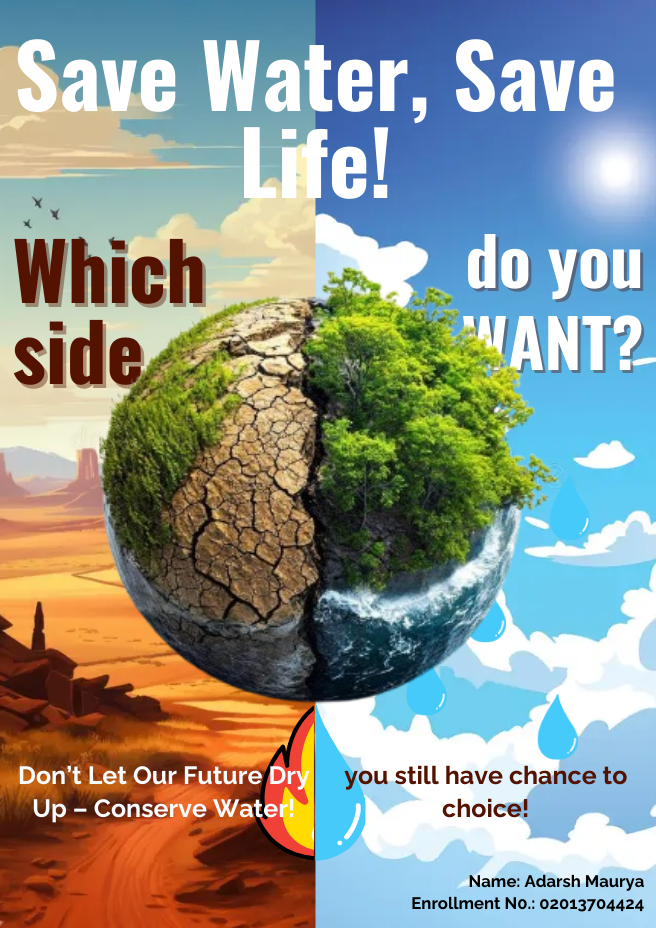 Save Water, Save
Life!
Which
side
do you
WANT?
Don't Let Our Future Dry
Up – Conserve Water!
you still have chance to
choice!
Name: Adarsh Maurya
Enrollment N0.: 02013704424